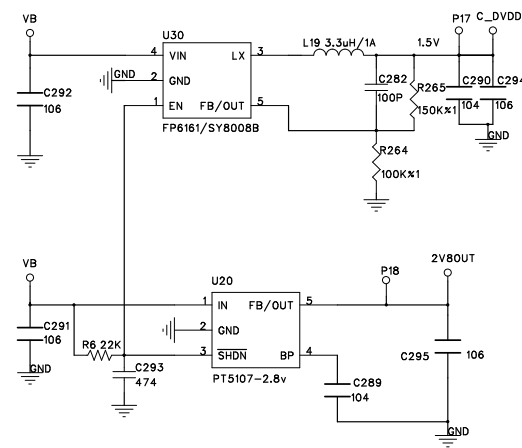 VB
U30
P17
C_DVDD
L19 3.3uH/1A
1.5V
4 VIN
LX 3
GND
2 GND
1 EN
FB/OUT 5
FP6161/SY8008B
C292
106
C282
100P
R265
150K%1
C290
104
C294
106
GND
R264
100K%1
VB
U20
P18
2V80UT
1 IN
FB/OUT 5
2 GND
3 SHDN
BP 4
PT5107-2.8v
C291
106
R6 22K
C293
474
C289
104
C295
106
GND